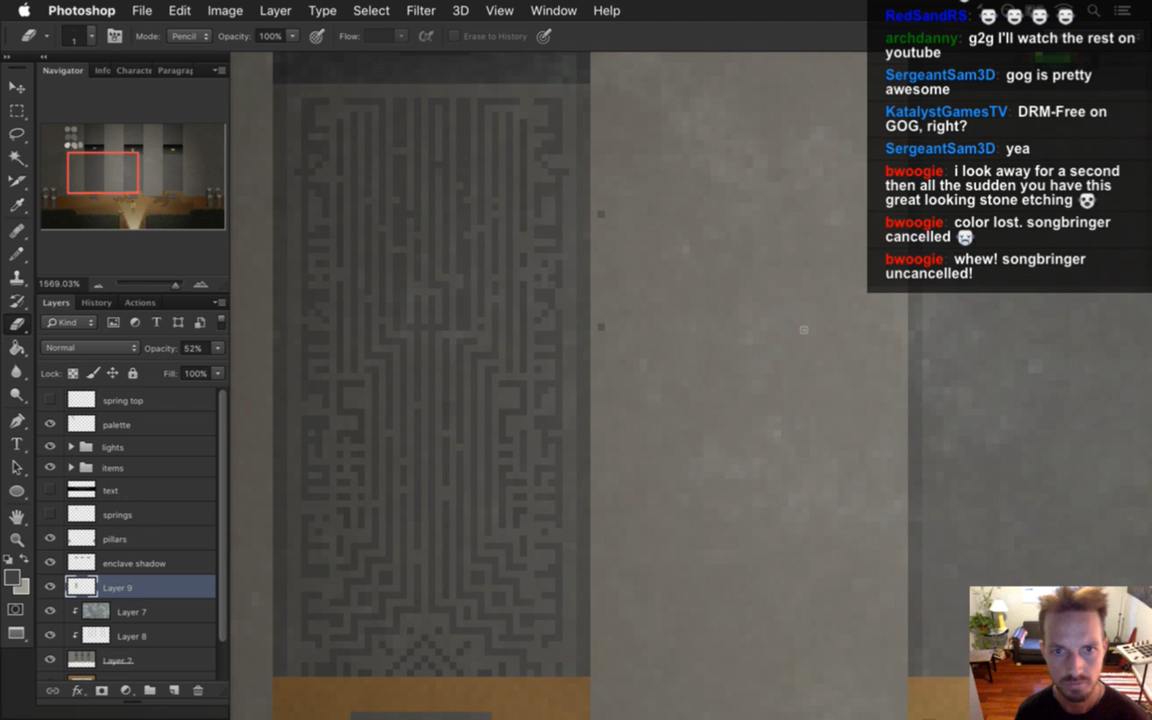 Photoshop File Edit Image Layer Type Select Filter 3D View Window Help
1 Mode: Pencil Opacity: 100% Flow: Erase to History
Navigator Info Characte Paragra
1569.03%
Layers History Actions
Kind
Normal Opacity: 52%
Lock: Fill: 100%
spring top
palette
lights
items
text
springs
pillars
enclave shadow
Layer 9
Layer 7
Layer 8
Layer 2
fx
RedSandRS:
archdanny: g2g I'll watch the rest on
youtube
SergeantSam3D: gog is pretty
awesome
KatalystGamesTV: DRM-Free on
GOG, right?
SergeantSam3D: yea
bwoogie: i look away for a second
then all the sudden you have this
great looking stone etching
bwoogie: color lost. songbringer
cancelled
bwoogie: whew! songbringer
uncancelled!